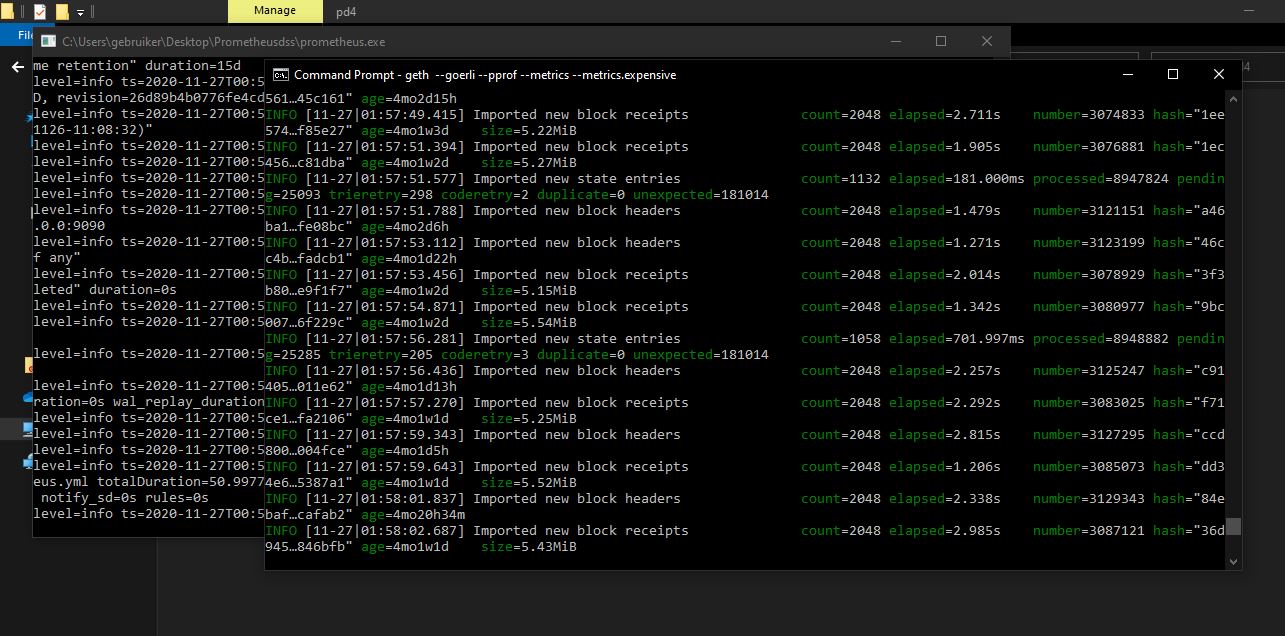 Manage
pd4
File
C:\Users\gebruiker\Desktop\Prometheusdss\prometheus.exe
me retention" duration=15d
level=info ts=2020-11-27T00:5
D, revision=26d89b4b0776fe4cd
level=info ts=2020-11-27T00:5
1126-11:08:32)"
level=info ts=2020-11-27T00:5
level=info ts=2020-11-27T00:5
level=info ts=2020-11-27T00:5
level=info ts=2020-11-27T00:5
level=info ts=2020-11-27T00:5
.0.0:9090
level=info ts=2020-11-27T00:5
f any"
level=info ts=2020-11-27T00:5
leted" duration=0s
level=info ts=2020-11-27T00:5
level=info ts=2020-11-27T00:5
level=info ts=2020-11-27T00:5
level=info ts=2020-11-27T00:5
ration=0s wal_replay_duration
level=info ts=2020-11-27T00:5
level=info ts=2020-11-27T00:5
level=info ts=2020-11-27T00:5
level=info ts=2020-11-27T00:5
eus.yml totalDuration=50.9977
notify_sd=0s rules=0s
level=info ts=2020-11-27T00:5
Command Prompt - geth --goerli --pprof --metrics --metrics.expensive
561…45c161" age=4mo2d15h
INFO [11-27|01:57:49.415] Imported new block receipts count=2048 elapsed=2.711s number=3074833 hash="1ee
574…f85e27" age=4mo1w3d size=5.22MiB
INFO [11-27|01:57:51.394] Imported new block receipts count=2048 elapsed=1.905s number=3076881 hash="1ec
456…c81dba" age=4mo1w2d size=5.27MiB
INFO [11-27|01:57:51.577] Imported new state entries count=1132 elapsed=181.000ms processed=8947824 pendin
g=25093 trieretry=298 coderetry=2 duplicate=0 unexpected=181014
INFO [11-27|01:57:51.788] Imported new block headers count=2048 elapsed=1.479s number=3121151 hash="a46
ba1…fe08bc" age=4mo2d6h
INFO [11-27|01:57:53.112] Imported new block headers count=2048 elapsed=1.271s number=3123199 hash="46c
c4b…fadcb1" age=4mo1d22h
INFO [11-27|01:57:53.456] Imported new block receipts count=2048 elapsed=2.014s number=3078929 hash="3f3
b80…e9f1f7" age=4mo1w2d size=5.15MiB
INFO [11-27|01:57:54.871] Imported new block receipts count=2048 elapsed=1.342s number=3080977 hash="9bc
007…6f229c" age=4mo1w2d size=5.54MiB
INFO [11-27|01:57:56.281] Imported new state entries count=1058 elapsed=701.997ms processed=8948882 pendin
g=25285 trieretry=205 coderetry=3 duplicate=0 unexpected=181014
INFO [11-27|01:57:56.436] Imported new block headers count=2048 elapsed=2.257s number=3125247 hash="c91
405…011e62" age=4mo1d13h
INFO [11-27|01:57:57.270] Imported new block receipts count=2048 elapsed=2.292s number=3083025 hash="f71
ce1…fa2106" age=4mo1w1d size=5.25MiB
INFO [11-27|01:57:59.343] Imported new block headers count=2048 elapsed=2.815s number=3127295 hash="ccd
800…004fce" age=4mo1d5h
INFO [11-27|01:57:59.643] Imported new block receipts count=2048 elapsed=1.206s number=3085073 hash="dd3
4e6…5387a1" age=4mo1w1d size=5.52MiB
INFO [11-27|01:58:01.837] Imported new block headers count=2048 elapsed=2.338s number=3129343 hash="84e
baf…cafab2" age=4mo20h34m
INFO [11-27|01:58:02.687] Imported new block receipts count=2048 elapsed=2.985s number=3087121 hash="36d
945…846bfb" age=4mo1w1d size=5.43MiB